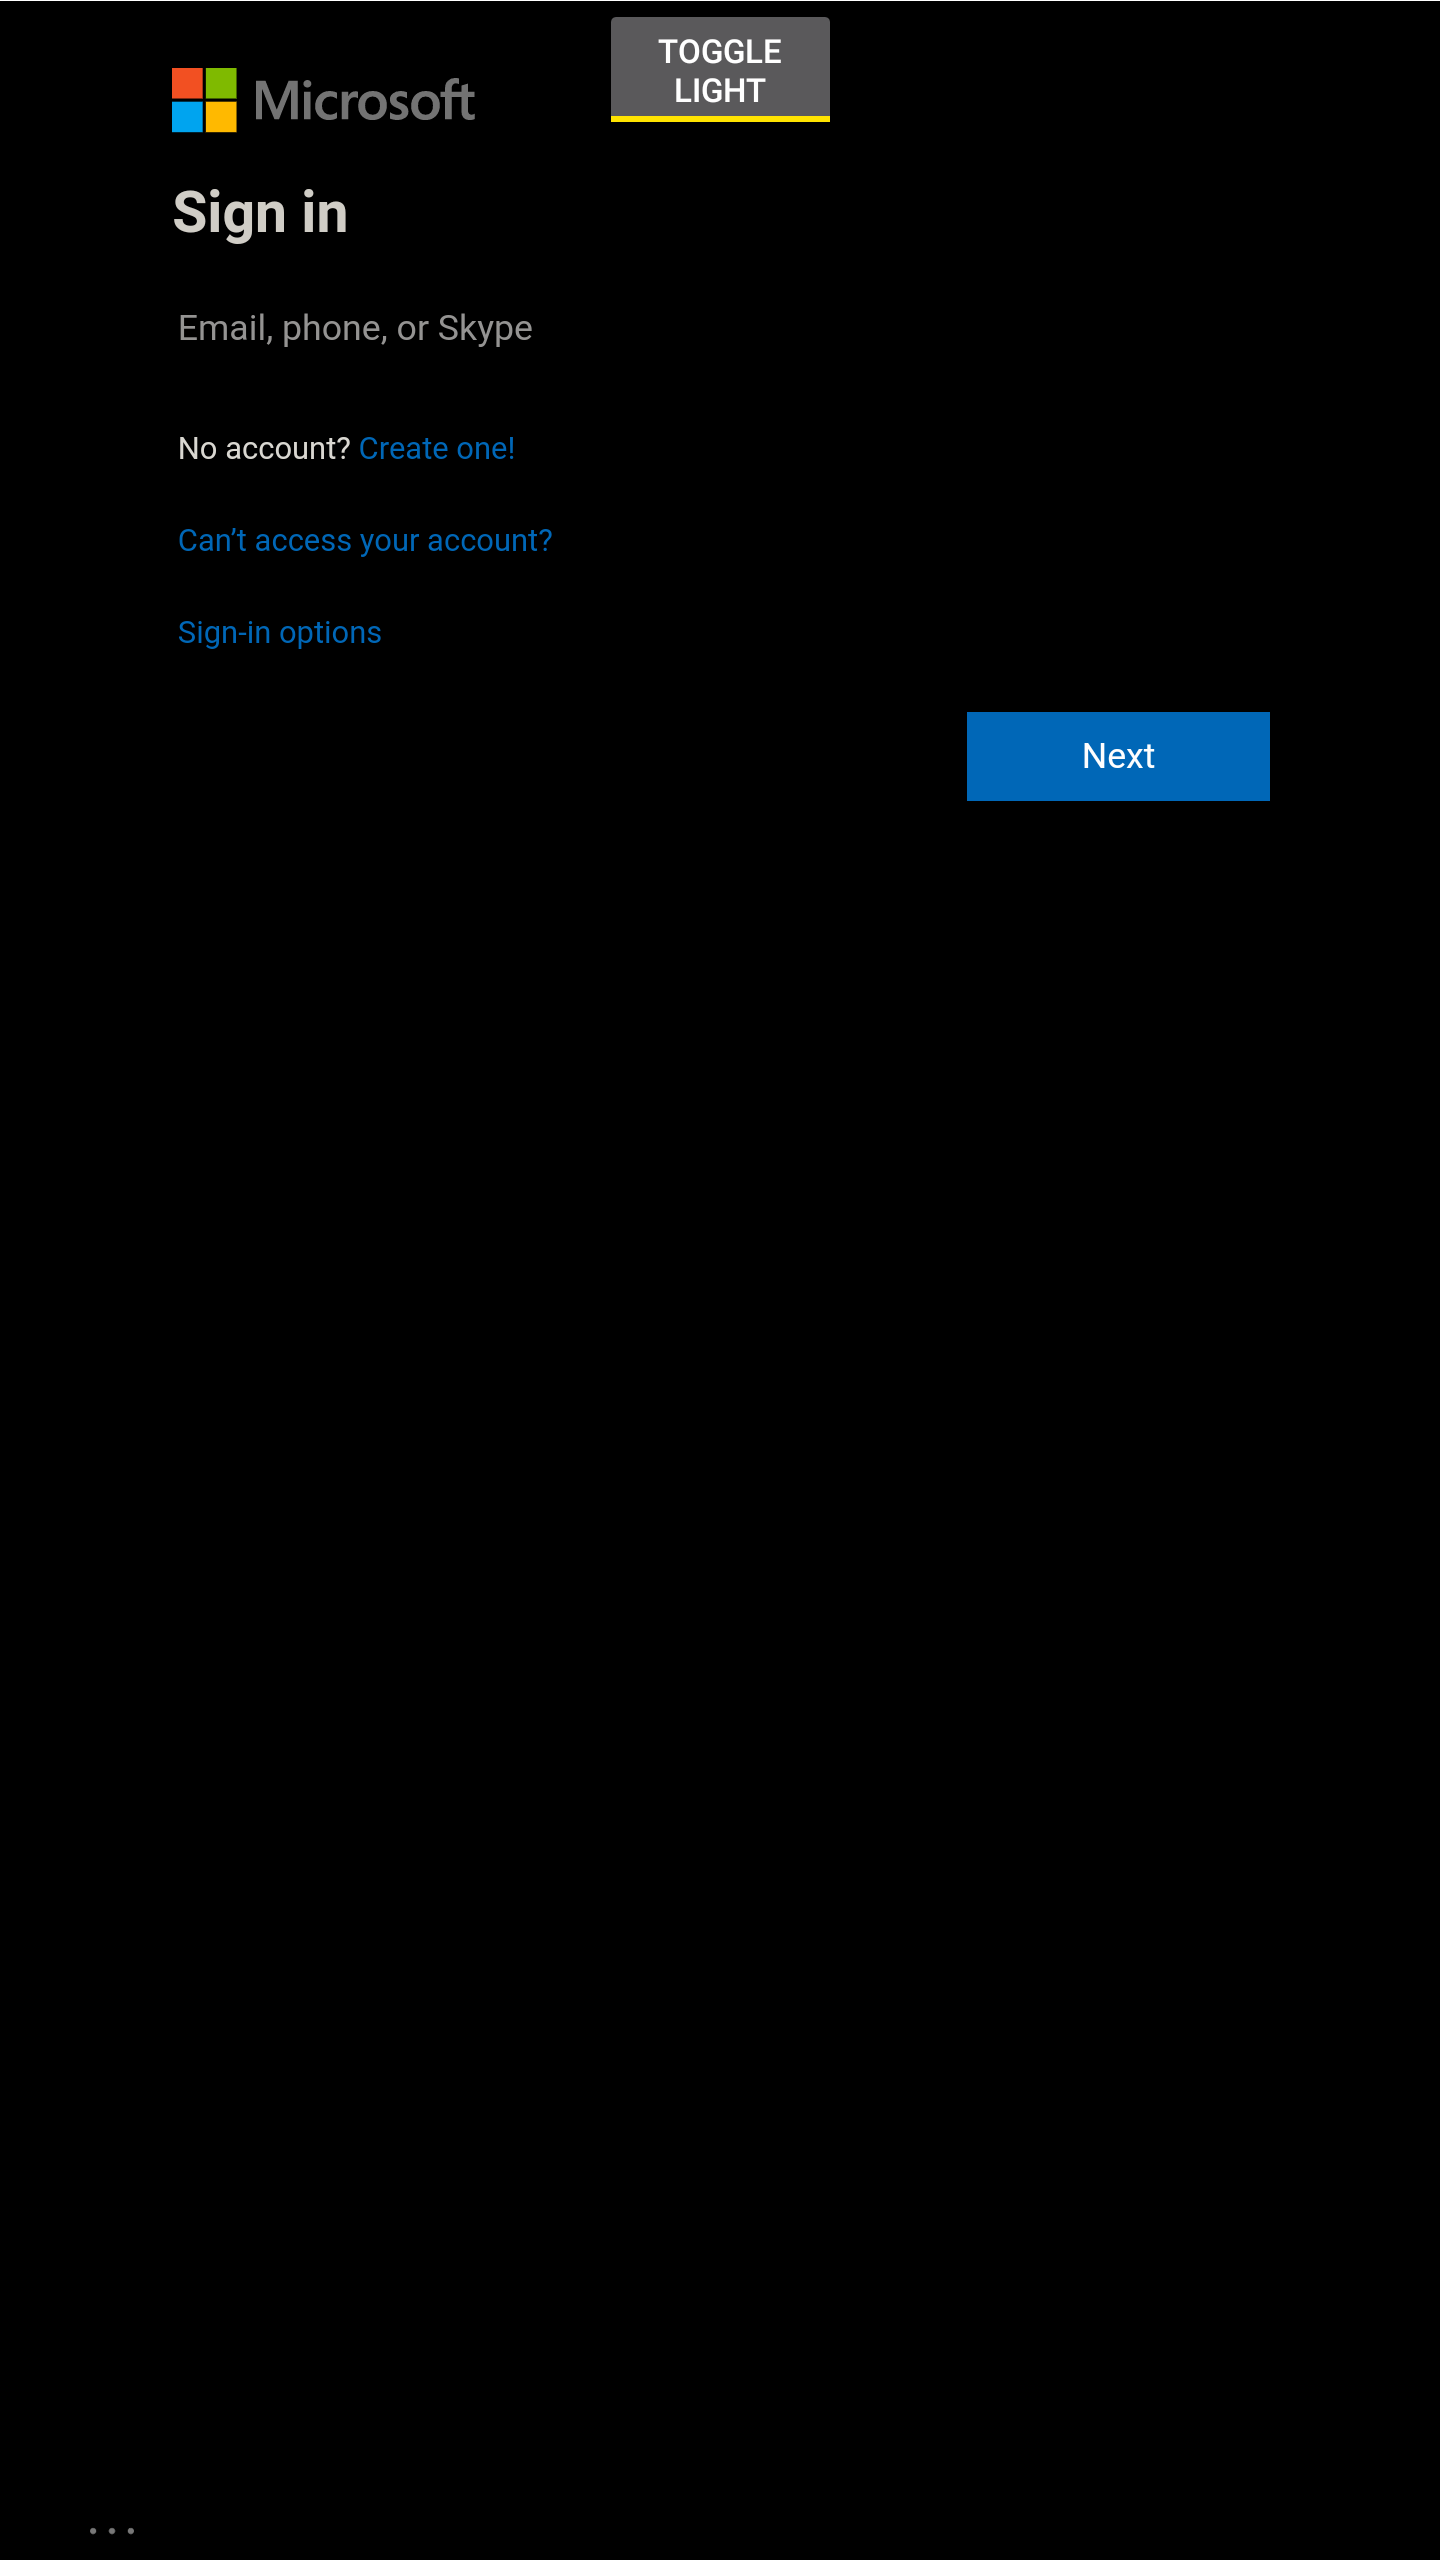 TOGGLE
LIGHT
Microsoft
Sign in
Email, phone, or Skype
No account? Create one!
Can’t access your account?
Sign-in options
Next